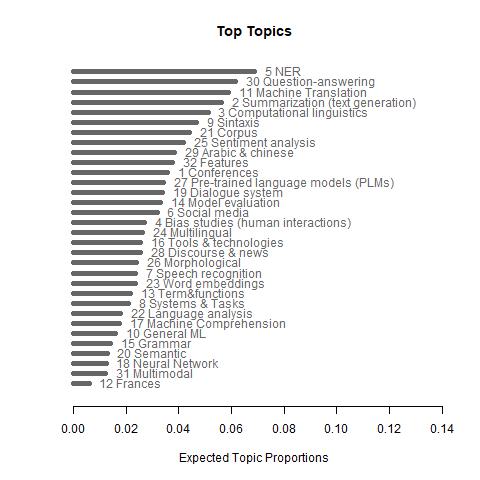 Top Topics
5 NER
30 Question-answering
11 Machine Translation
2 Summarization (text generation)
3 Computational linguistics
9 Sintaxis
21 Corpus
25 Sentiment analysis
29 Arabic & chinese
32 Features
1 Conferences
27 Pre-trained language models (PLMs)
19 Dialogue system
14 Model evaluation
6 Social media
4 Bias studies (human interactions)
24 Multilingual
16 Tools & technologies
28 Discourse & news
26 Morphological
7 Speech recognition
23 Word embeddings
13 Term&functions
8 Systems & Tasks
22 Language analysis
17 Machine Comprehension
10 General ML
15 Grammar
20 Semantic
18 Neural Network
31 Multimodal
12 Frances
0.00 0.02 0.04 0.06 0.08 0.10 0.12 0.14
Expected Topic Proportions